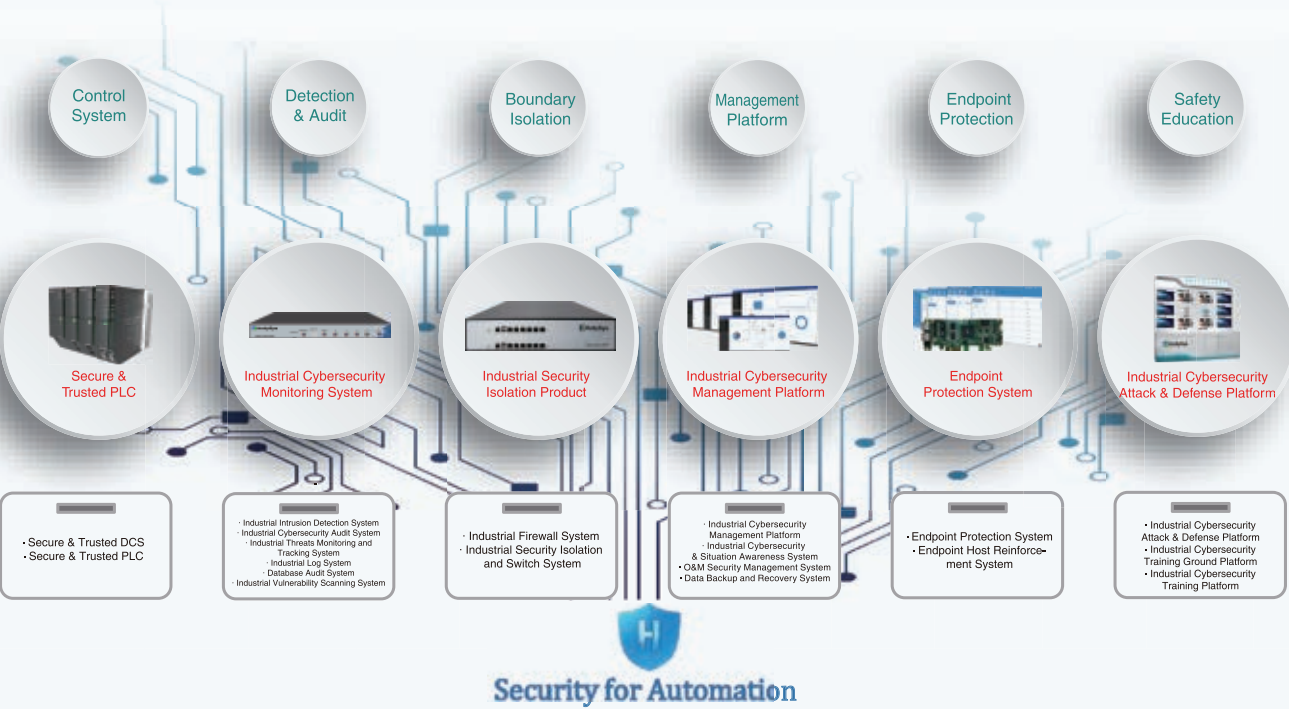 Control
System
Detection
& Audit
Boundary
Isolation
Management
Platform
Endpoint
Protection
Safety
Education
Secure &
Trusted PLC
Industrial Cybersecurity
Monitoring System
Industrial Security
Isolation Product
Industrial Cybersecurity
Management Platform
Endpoint
Protection System
Industrial Cybersecurity
Attack & Defense Platform
· Secure & Trusted DCS
· Secure & Trusted PLC
· Industrial Intrusion Detection System
· Industrial Cybersecurity Audit System
· Industrial Threats Monitoring and
Tracking System
· Industrial Log System
· Database Audit System
· Industrial Vulnerability Scanning System
· Industrial Firewall System
· Industrial Security Isolation
and Switch System
· Industrial Cybersecurity
Management Platform
· Industrial Cybersecurity
& Situation Awareness System
· O&M Security Management System
· Data Backup and Recovery System
· Endpoint Protection System
· Endpoint Host Reinforce-
ment System
· Industrial Cybersecurity
Attack & Defense Platform
· Industrial Cybersecurity
Training Ground Platform
· Industrial Cybersecurity
Training Platform
H
Security for Automation